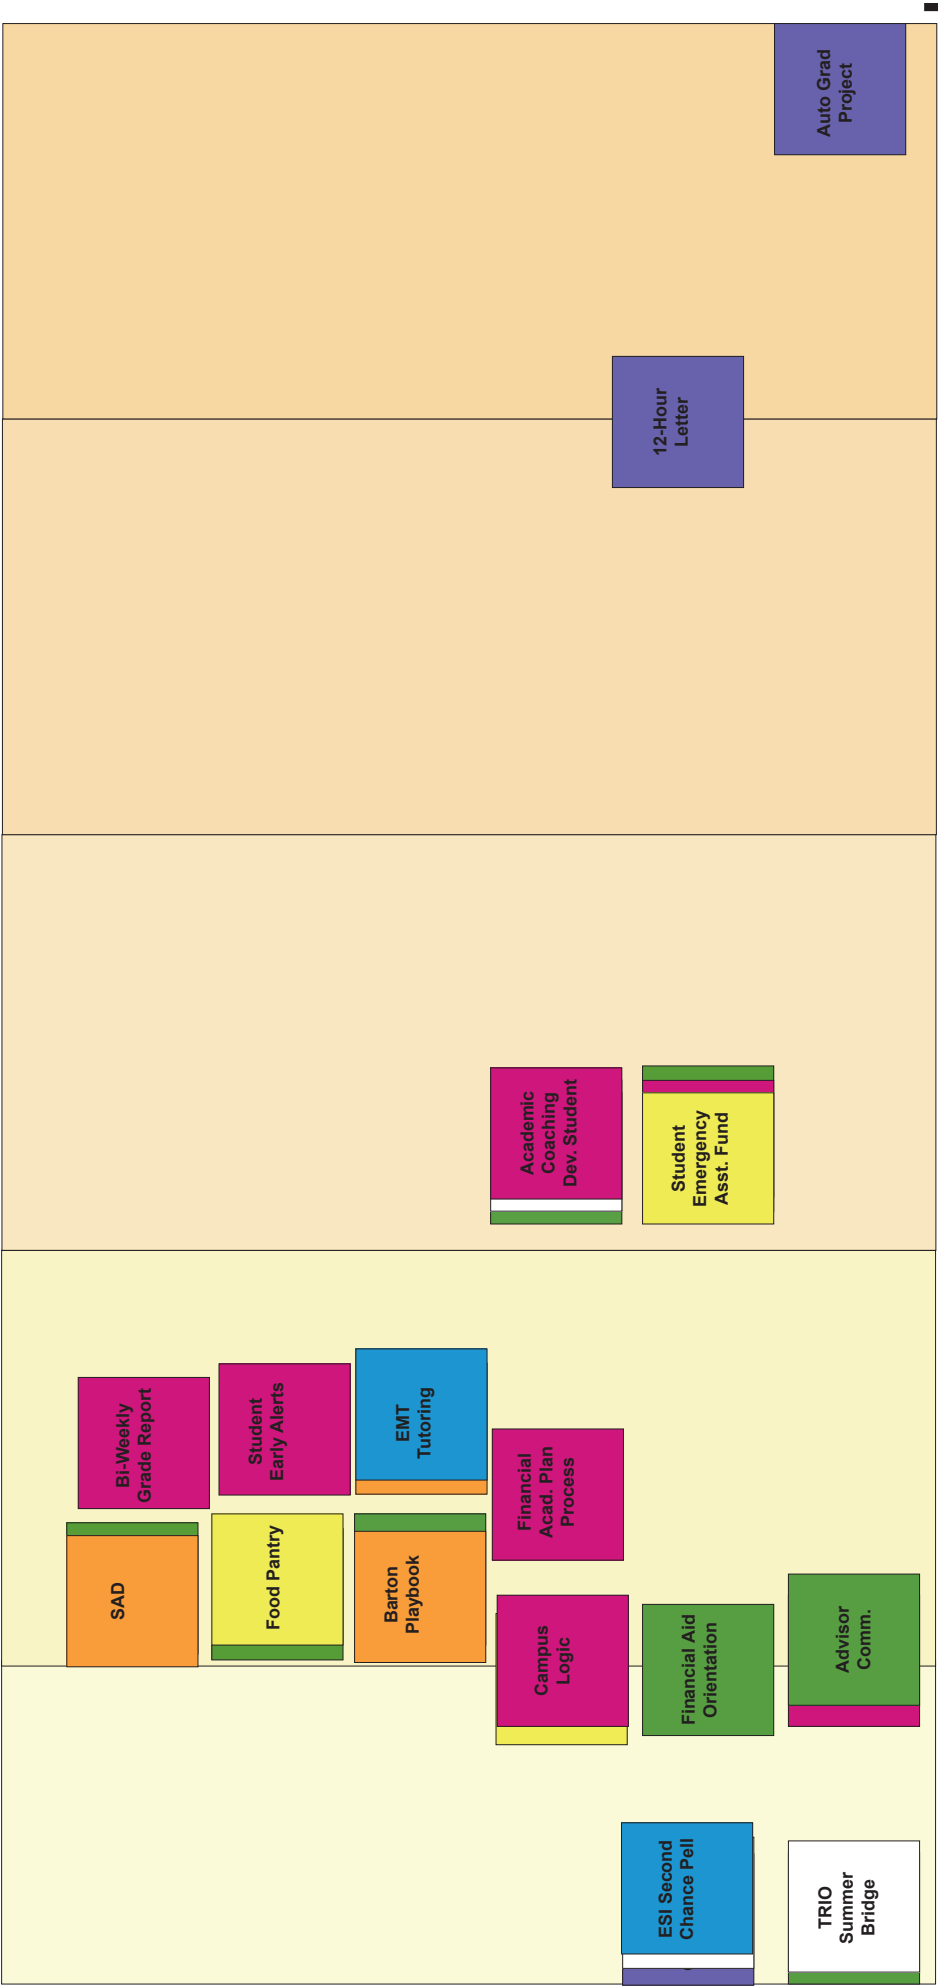 Auto Grad
Project
12-Hour
Letter
Academic
Coaching
Dev. Student
Student
Emergency
Asst. Fund
Bi-Weekly
Grade Report
Student
Early Alerts
EMT
Tutoring
Financial
Acad. Plan
Process
SAD
Food Pantry
Barton
Playbook
Campus
Logic
Financial Aid
Orientation
Advisor
Comm.
ESI Second
Chance Pell
TRIO
Summer
Bridge